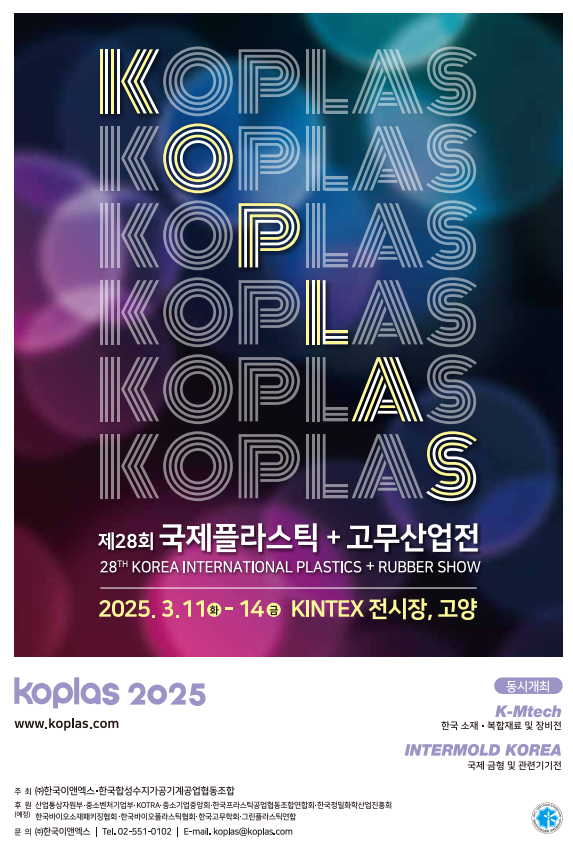 KOPLAS
KOPLAS
KOPLAS
KOPLAS
KOPLAS
KOPLAS
제28회 국제플라스틱 + 고무산업전
28TH KOREA INTERNATIONAL PLASTICS + RUBBER SHOW
2025. 3.11화 - 14금 KINTEX 전시장, 고양
koplas 2025
www.koplas.com
동시개최
K-Mtech
한국 소재·복합재료 및 장비전
INTERMOLD KOREA
국제 금형 및 관련기기전
주 최 ㈜한국이앤엑스·한국합성수지가공기계공업협동조합
후 원 산업통상자원부·중소벤처기업부·KOTRA·중소기업중앙회·한국프라스틱공업협동조합연합회·한국정밀화학산업진흥회
(예정) 한국바이오소재패키징협회·한국바이오플라스틱협회·한국고무학회·그린플라스틱연합
문 의 ㈜한국이앤엑스 | Tel. 02-551-0102 | E-mail. koplas@koplas.com